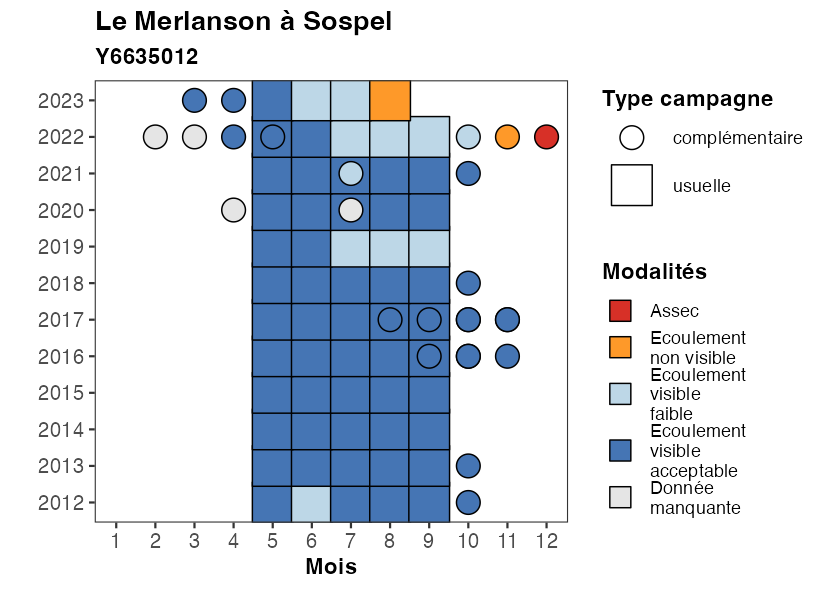 Le Merlanson à Sospel
Y6635012
2023
2022
2021
2020
2019
2018
2017
2016
2015
2014
2013
2012
1 2 3 4 5 6 7 8 9 10 11 12
Mois
Type campagne
complémentaire
usuelle
Modalités
Assec
Ecoulement
non visible
Ecoulement
visible
faible
Ecoulement
visible
acceptable
Donnée
manquante